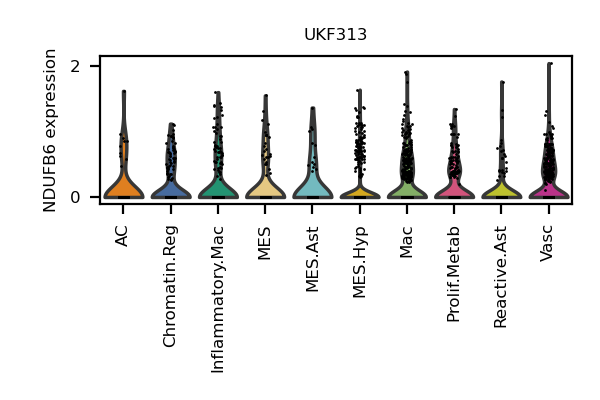 UKF313
NDUFB6 expression
2
0
AC
Chromatin.Reg
Inflammatory.Mac
MES
MES.Ast
MES.Hyp
Mac
Prolif.Metab
Reactive.Ast
Vasc